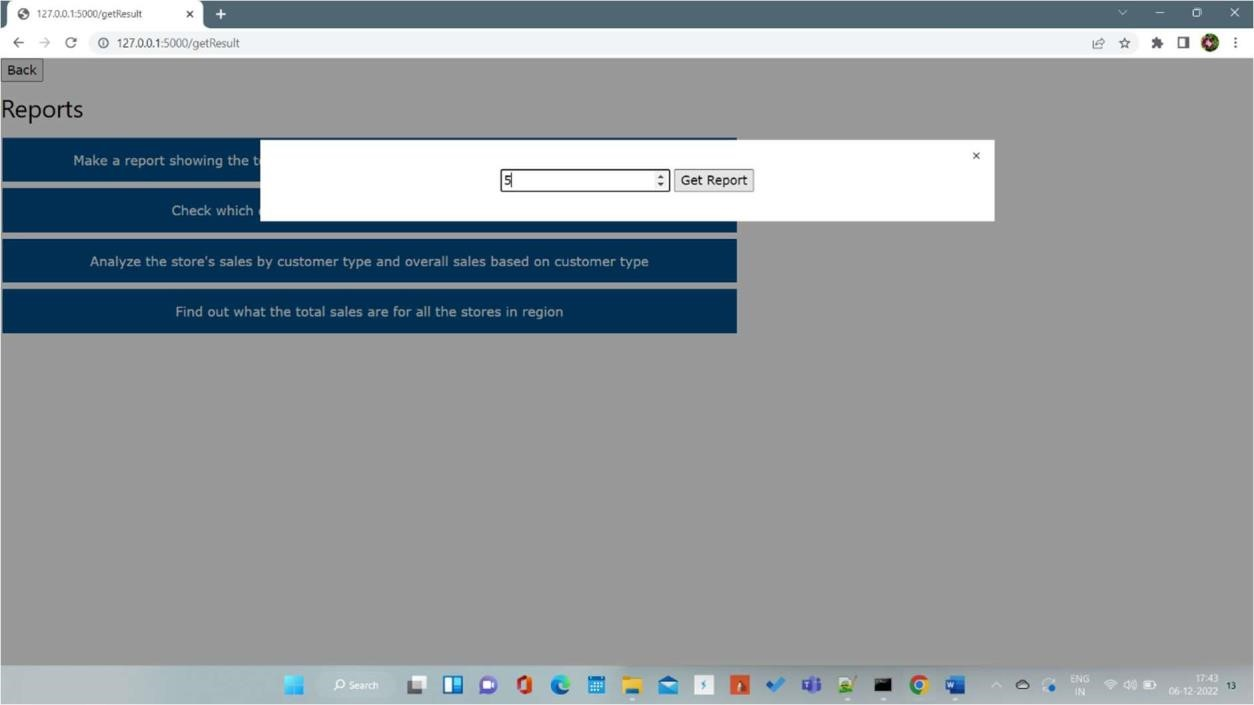 127.0.0.1:5000/getResult
127.0.0.1:5000/getResult
Back
Reports
Make a report showing the t
5
Get Report
Check which
Analyze the store's sales by customer type and overall sales based on customer type
Find out what the total sales are for all the stores in region
Search
ENG
IN
17:43
06-12-2022
13